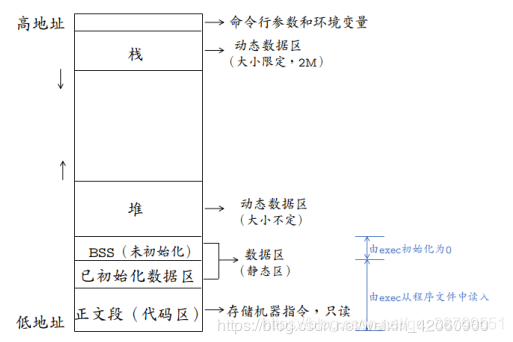 高地址
命令行参数和环境变量
栈
动态数据区
（大小限定，2M）
堆
动态数据区
（大小不定）
BSS（未初始化）
数据区
（静态区）
由exec初始化为0
已初始化数据区
由exec从程序文件中读入
正文段（代码区）
存储机器指令，只读
低地址
https://blog.csdn.net/weixin_42060900